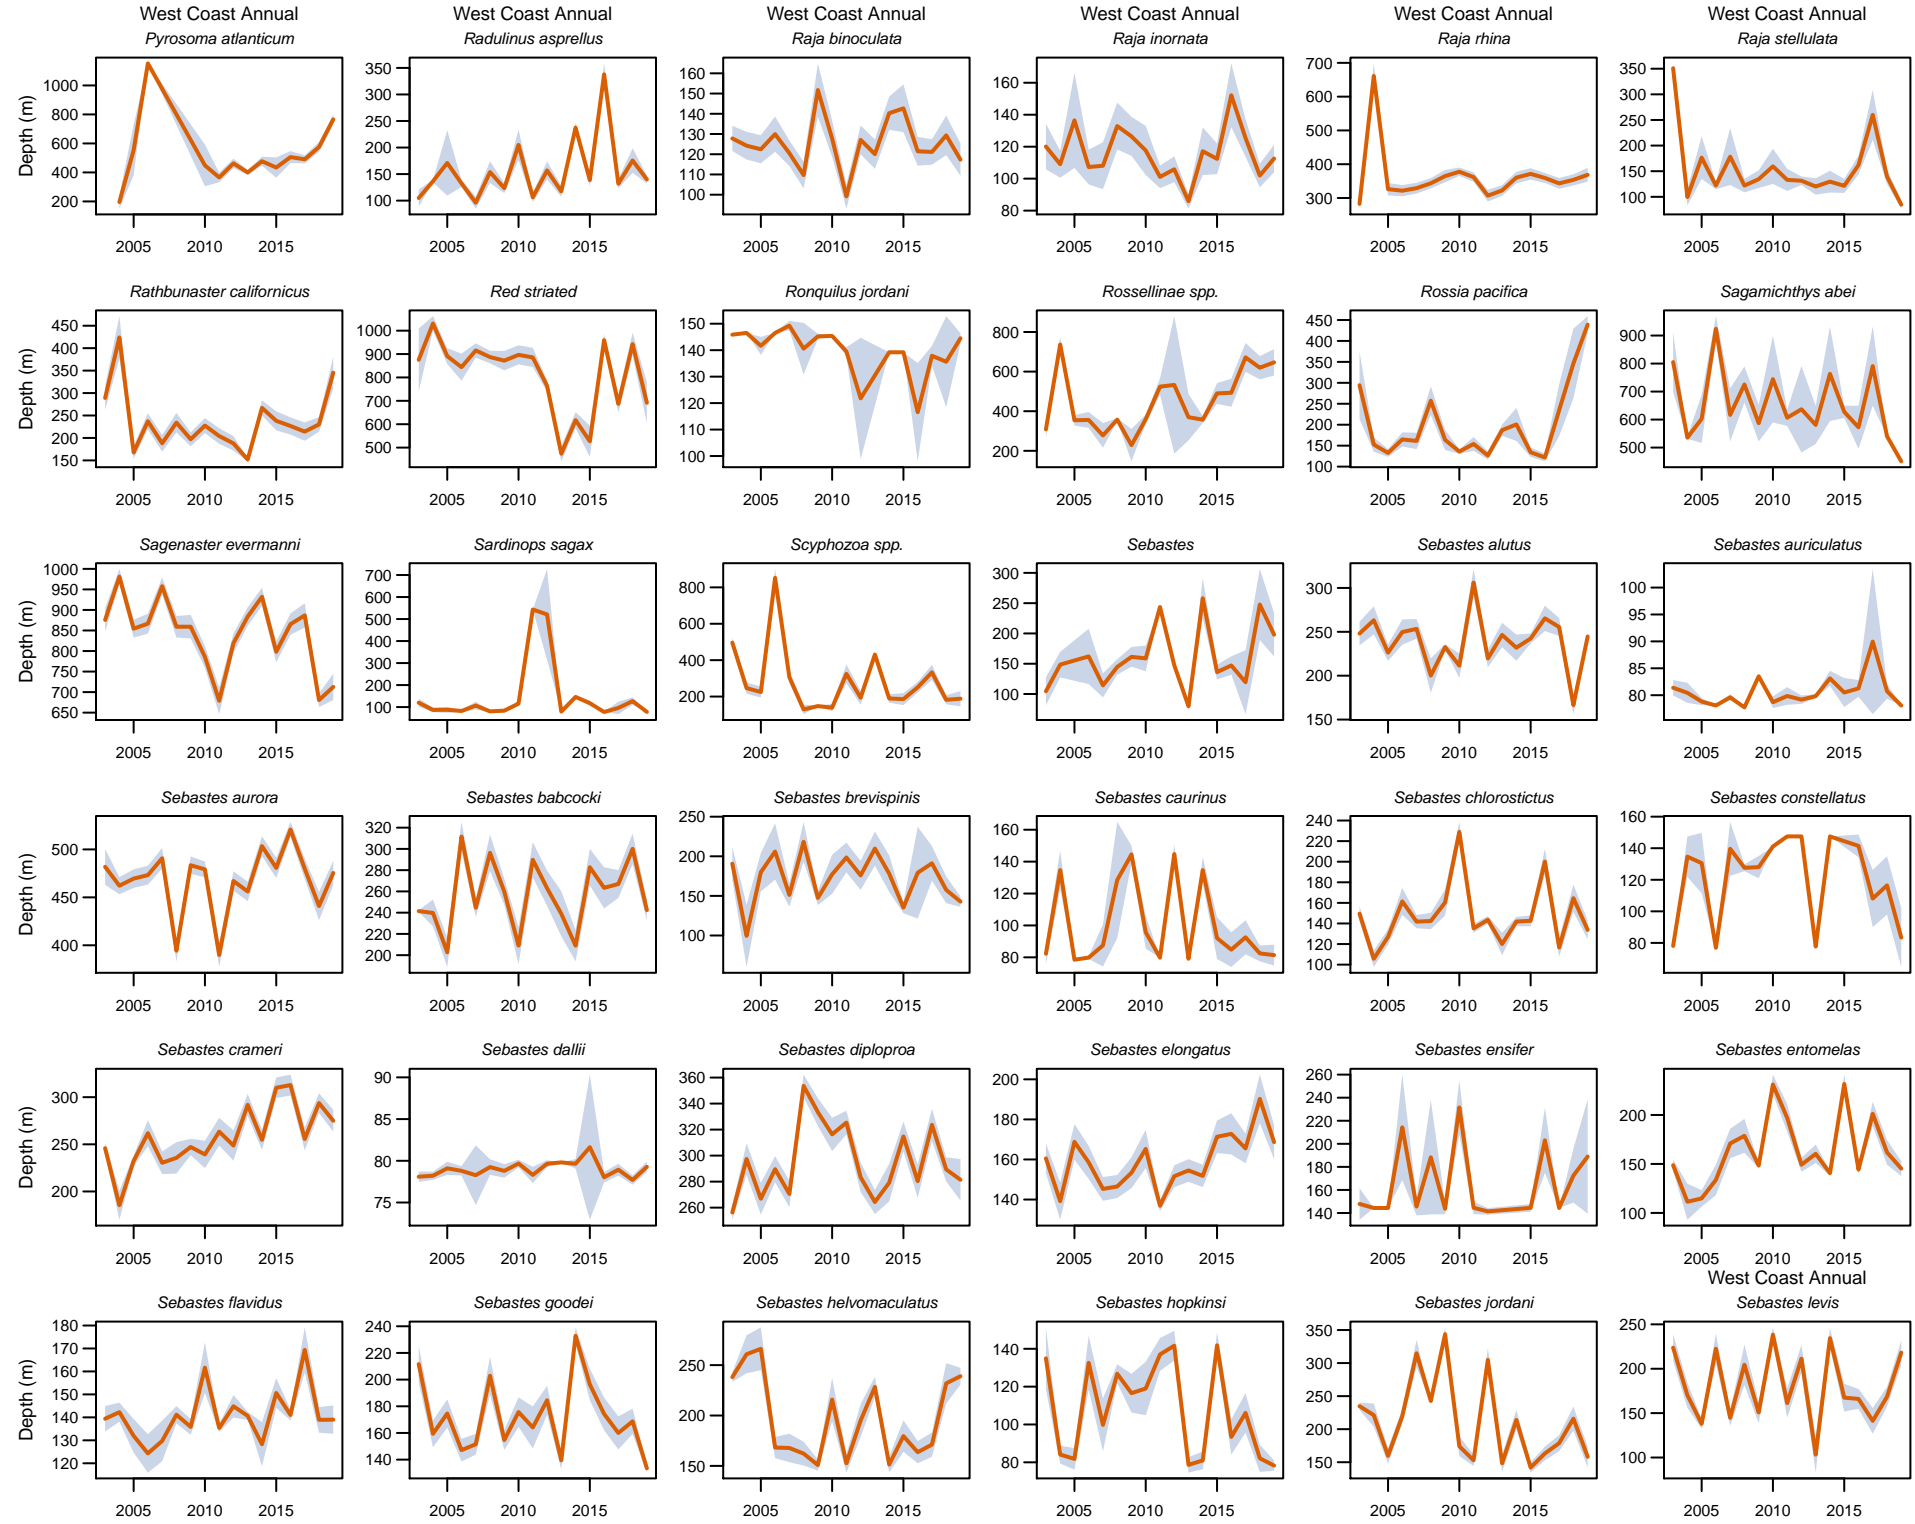 West Coast Annual West Coast Annual West Coast Annual West Coast Annual West Coast Annual West Coast Annual
Pyrosoma atlanticum Radulinus asprellus Raja binoculata Raja inornata Raja rhina Raja stellulata
Depth (m)
1000 800 600 400 200
350 300 250 200 150 100
160 150 140 130 120 110 100
160 140 120 100 80
700 600 500 400 300
350 300 250 200 150 100
2005 2010 2015 2005 2010 2015 2005 2010 2015 2005 2010 2015 2005 2010 2015 2005 2010 2015
Rathbunaster californicus Red striated Ronquilus jordani Rossellinae spp. Rossia pacifica Sagamichthys abei
Depth (m)
450 400 350 300 250 200 150
1000 900 800 700 500
150 140 130 120 110 100
800 600 400 200
450 400 350 300 250 200 150 100
900 800 700 600 500
2005 2010 2015 2005 2010 2015 2005 2010 2015 2005 2010 2015 2005 2010 2015 2005 2010 2015
Sagenaster evermanni Sardinops sagax Scyphozoa spp. Sebastes Sebastes alutus Sebastes auriculatus
Depth (m)
1000 950 900 850 800 750 700 650
700 600 500 400 300 200 100
800 600 400 200
300 250 200 150 100
300 250 200 150
100 95 90 85 80
2005 2010 2015 2005 2010 2015 2005 2010 2015 2005 2010 2015 2005 2010 2015 2005 2010 2015
Sebastes aurora Sebastes babcocki Sebastes brevispinis Sebastes caurinus Sebastes chlorostictus Sebastes constellatus
Depth (m)
500 450 400
320 300 280 260 240 220 200
250 200 150 100
160 140 120 100 80
240 220 200 180 160 140 120 100
160 140 120 100 80
2005 2010 2015 2005 2010 2015 2005 2010 2015 2005 2010 2015 2005 2010 2015 2005 2010 2015
Sebastes crameri Sebastes dallii Sebastes diploproa Sebastes elongatus Sebastes ensifer Sebastes entomelas
Depth (m)
300 250 200
90 85 80 75
360 340 320 300 280 260
200 180 160 140
260 240 220 200 180 160 140
200 150 100
2005 2010 2015 2005 2010 2015 2005 2010 2015 2005 2010 2015 2005 2010 2015 2005 2010 2015
West Coast Annual
Sebastes flavidus Sebastes goodei Sebastes helvomaculatus Sebastes hopkinsi Sebastes jordani Sebastes levis
Depth (m)
180 170 160 150 140 130 120
240 220 200 180 160 140
250 200 150
140 120 100 80
350 300 250 200 150
250 200 150 100
2005 2010 2015 2005 2010 2015 2005 2010 2015 2005 2010 2015 2005 2010 2015 2005 2010 2015